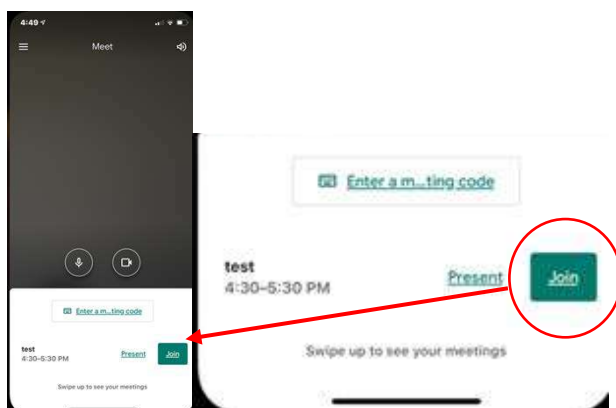 4:49
Meet
Enter a m...ting code
test
4:30-5:30 PM
Present
Join
Swipe up to see your meetings
Enter a m...ting code
test
4:30–5:30 PM
Present
Join
Swipe up to see your meetings